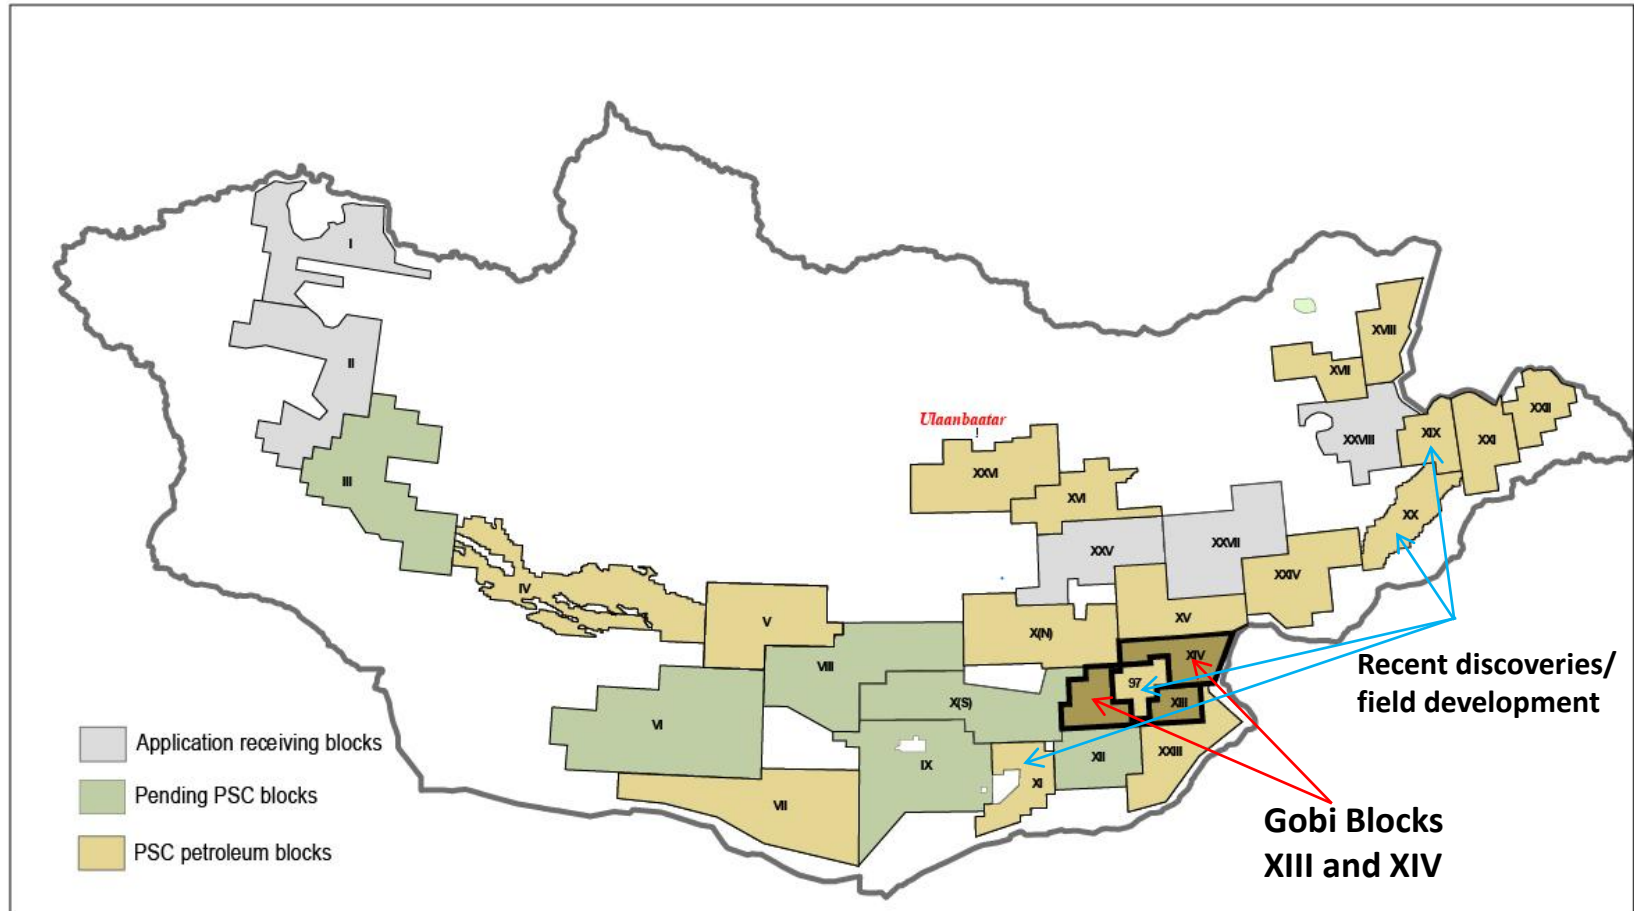 I
II
III
IV
V
VI
VII
VIII
IX
X(S)
X(N)
XI
XII
XIII
XIV
97
XV
XXIII
XXIV
XXV
XXVII
XVI
XXVI
Ulaanbaatar
!
XVII
XVIII
XXVIII
XIX
XX
XXI
XXII
Recent discoveries/
field development
Gobi Blocks
XIII and XIV
Application receiving blocks
Pending PSC blocks
PSC petroleum blocks